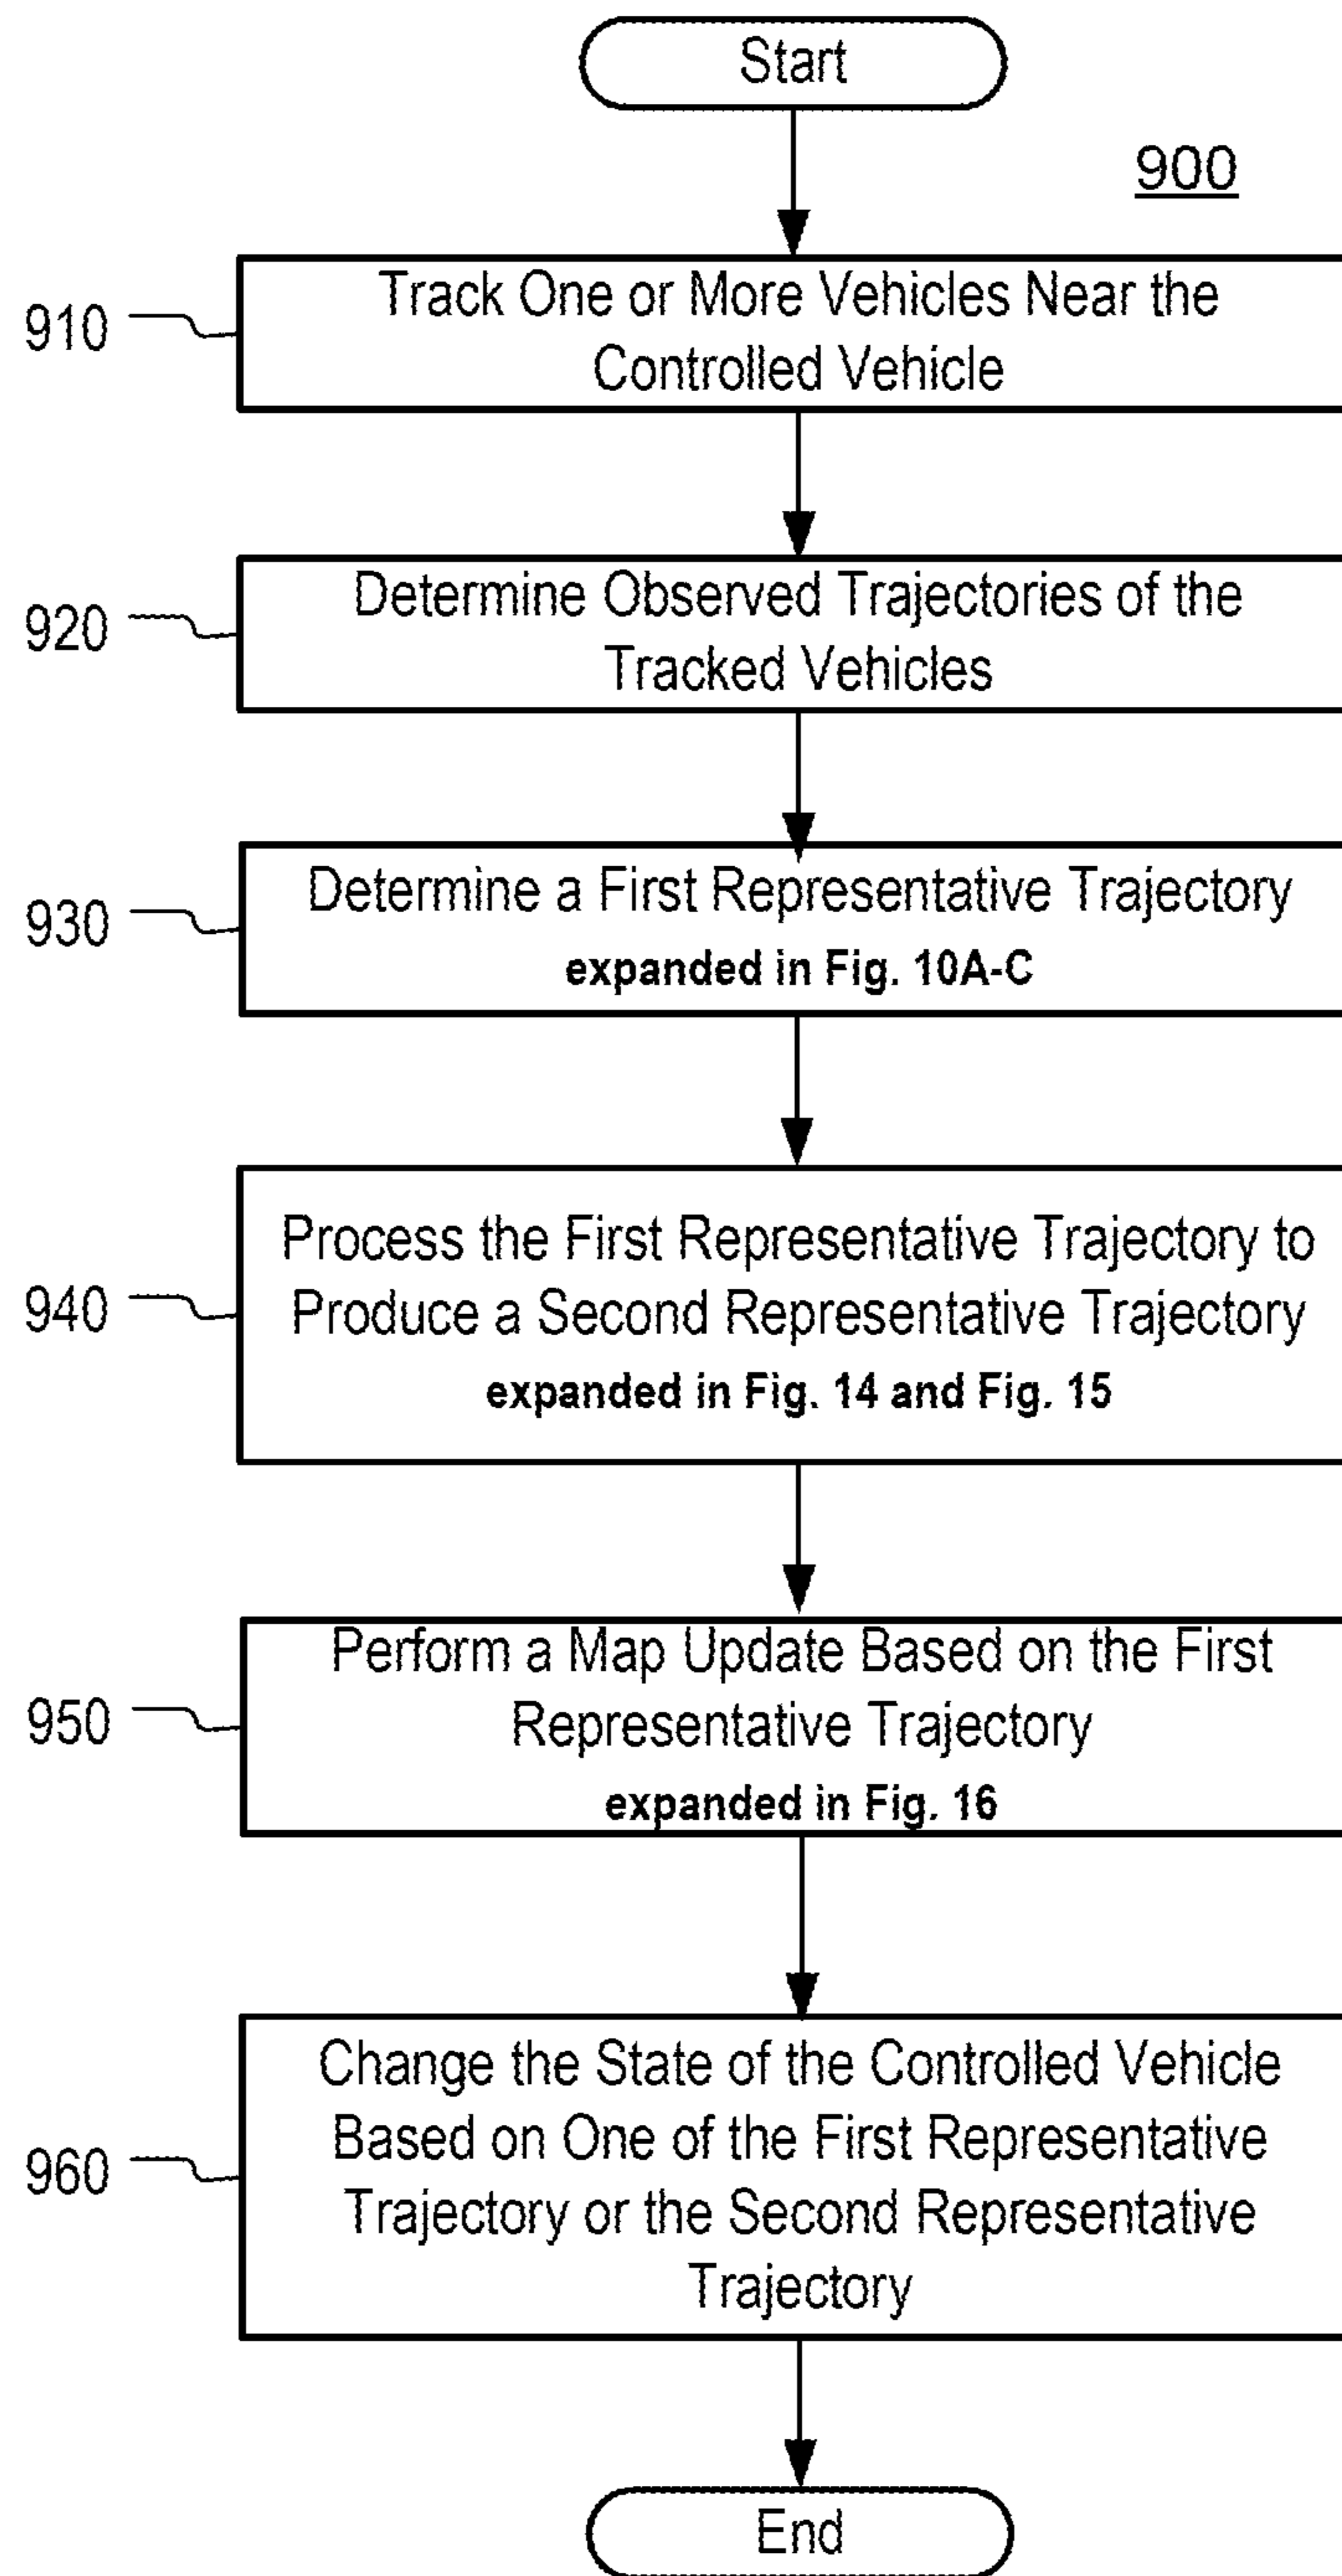 Start
900
910
Track One or More Vehicles Near the
Controlled Vehicle
920
Determine Observed Trajectories of the
Tracked Vehicles
930
Determine a First Representative Trajectory
expanded in Fig. 10A-C
940
Process the First Representative Trajectory to
Produce a Second Representative Trajectory
expanded in Fig. 14 and Fig. 15
950
Perform a Map Update Based on the First
Representative Trajectory
expanded in Fig. 16
960
Change the State of the Controlled Vehicle
Based on One of the First Representative
Trajectory or the Second Representative
Trajectory
End